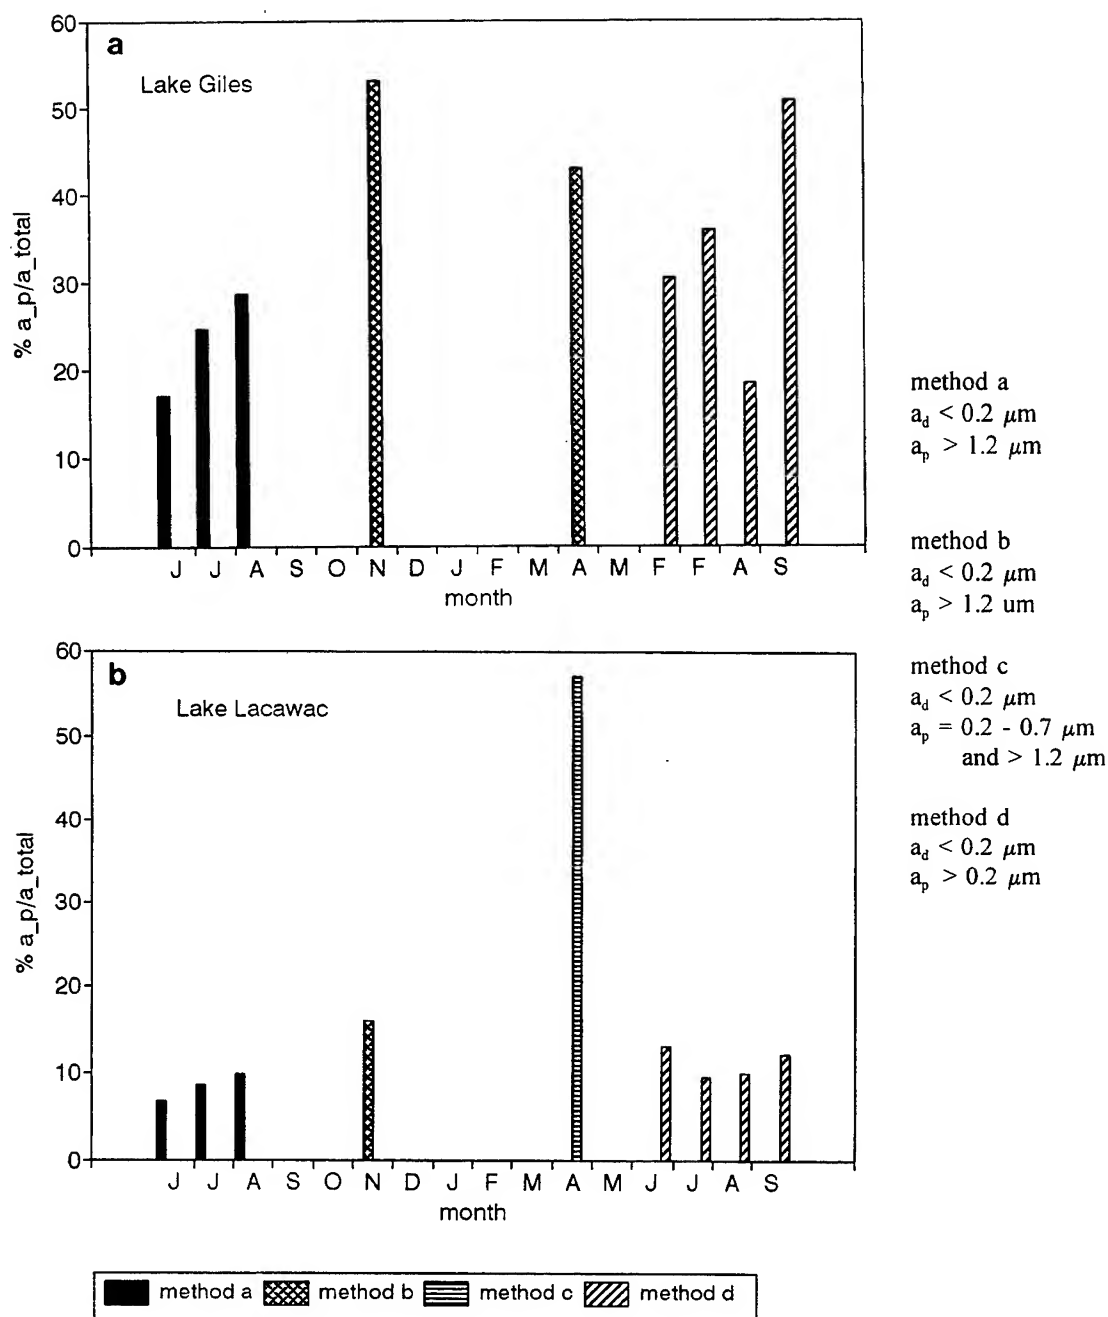 a
Lake Giles
60
50
40
30
20
10
0
% a_p/a_total
J J A S O N D J F M A M F F A S
month
method a
a_d < 0.2 μm
a_p > 1.2 μm
method b
a_d < 0.2 μm
a_p > 1.2 um
method c
a_d < 0.2 μm
a_p = 0.2 - 0.7 μm
and > 1.2 μm
method d
a_d < 0.2 μm
a_p > 0.2 μm
b
Lake Lacawac
60
50
40
30
20
10
0
% a_p/a_total
J J A S O N D J F M A M J J A S
month
method a method b method c method d